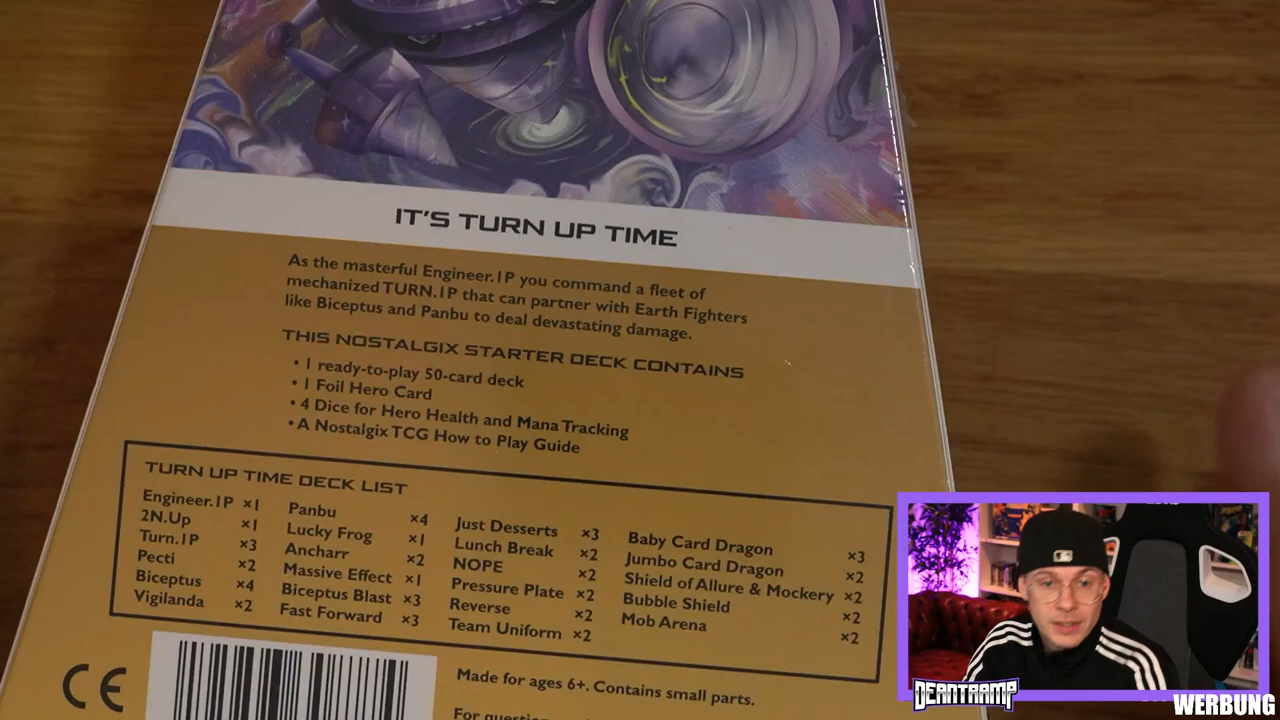 IT'S TURN UP TIME
As the masterful Engineer.1P you command a fleet of
mechanized TURN.1P that can partner with Earth Fighters
like Biceptus and Panbu to deal devastating damage.
THIS NOSTALGIX STARTER DECK CONTAINS
• 1 ready-to-play 50-card deck
• 1 Foil Hero Card
• 4 Dice for Hero Health and Mana Tracking
• A Nostalgix TCG How to Play Guide
TURN UP TIME DECK LIST
Engineer.1P ×1
2N.Up ×1
Turn.1P ×3
Pecti ×2
Biceptus ×4
Vigilanda ×2
Panbu ×4
Lucky Frog ×1
Ancharr ×2
Massive Effect ×1
Biceptus Blast ×3
Fast Forward ×3
Just Desserts ×3
Lunch Break ×2
NOPE ×2
Pressure Plate ×2
Reverse ×2
Team Uniform ×2
Baby Card Dragon ×3
Jumbo Card Dragon ×2
Shield of Allure & Mockery ×2
Bubble Shield ×2
Mob Arena ×2
CE
Made for ages 6+. Contains small parts.
For
DEANTRAMP
WERBUNG